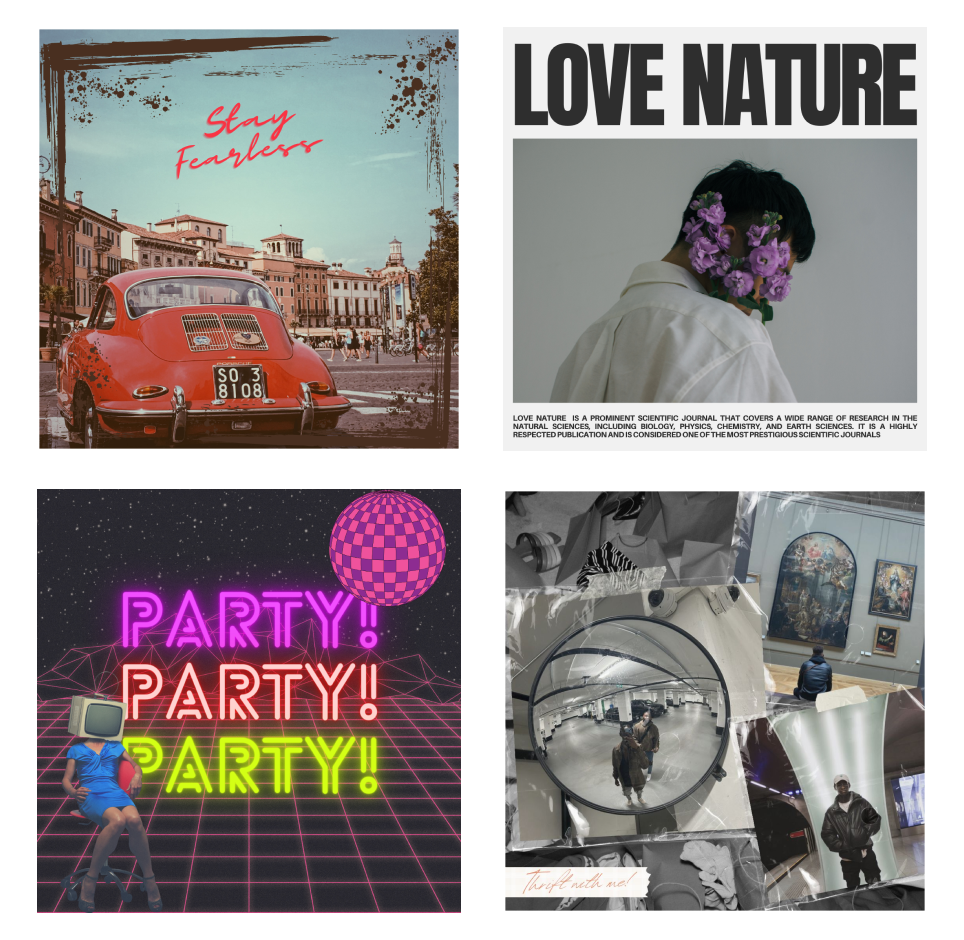 Stay
Fearless
SO 3
8108
LOVE NATURE
LOVE NATURE IS A PROMINENT SCIENTIFIC JOURNAL THAT COVERS A WIDE RANGE OF RESEARCH IN THE
NATURAL SCIENCES, INCLUDING BIOLOGY, PHYSICS, CHEMISTRY, AND EARTH SCIENCES. IT IS A HIGHLY
RESPECTED PUBLICATION AND IS CONSIDERED ONE OF THE MOST PRESTIGIOUS SCIENTIFIC JOURNALS
PARTY!
PARTY!
PARTY!
Thrift with me!